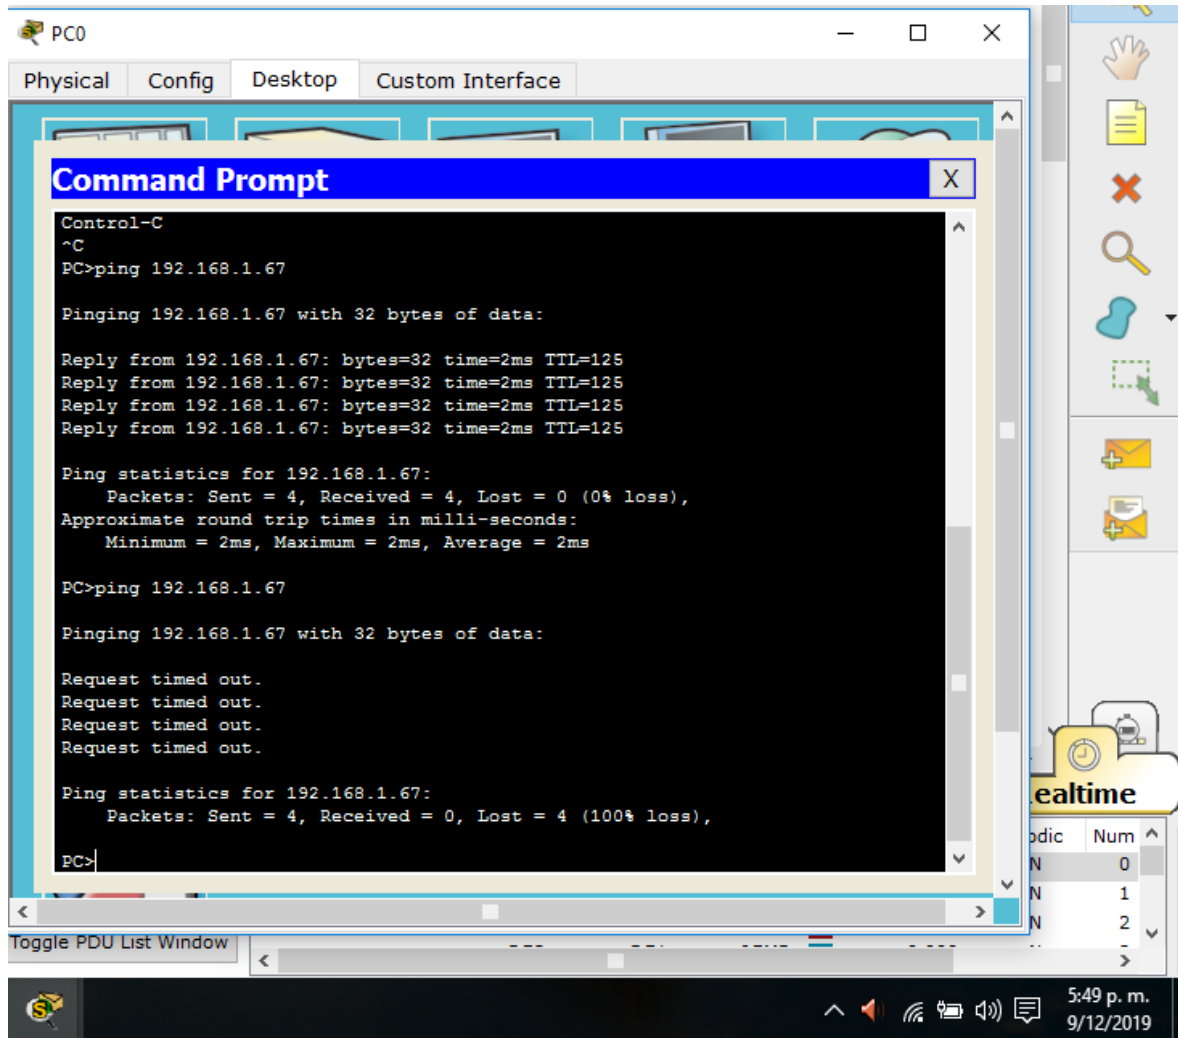 PC0
Physical Config Desktop Custom Interface
Command Prompt
X
Control-C
^C
PC>ping 192.168.1.67
Pinging 192.168.1.67 with 32 bytes of data:
Reply from 192.168.1.67: bytes=32 time=2ms TTL=125
Reply from 192.168.1.67: bytes=32 time=2ms TTL=125
Reply from 192.168.1.67: bytes=32 time=2ms TTL=125
Reply from 192.168.1.67: bytes=32 time=2ms TTL=125
Ping statistics for 192.168.1.67:
Packets: Sent = 4, Received = 4, Lost = 0 (0% loss),
Approximate round trip times in milli-seconds:
Minimum = 2ms, Maximum = 2ms, Average = 2ms
PC>ping 192.168.1.67
Pinging 192.168.1.67 with 32 bytes of data:
Request timed out.
Request timed out.
Request timed out.
Request timed out.
Ping statistics for 192.168.1.67:
Packets: Sent = 4, Received = 0, Lost = 4 (100% loss),
PC>
ealtime
odic Num
N 0
N 1
N 2
Toggle PDU List Window
5:49 p. m.
9/12/2019